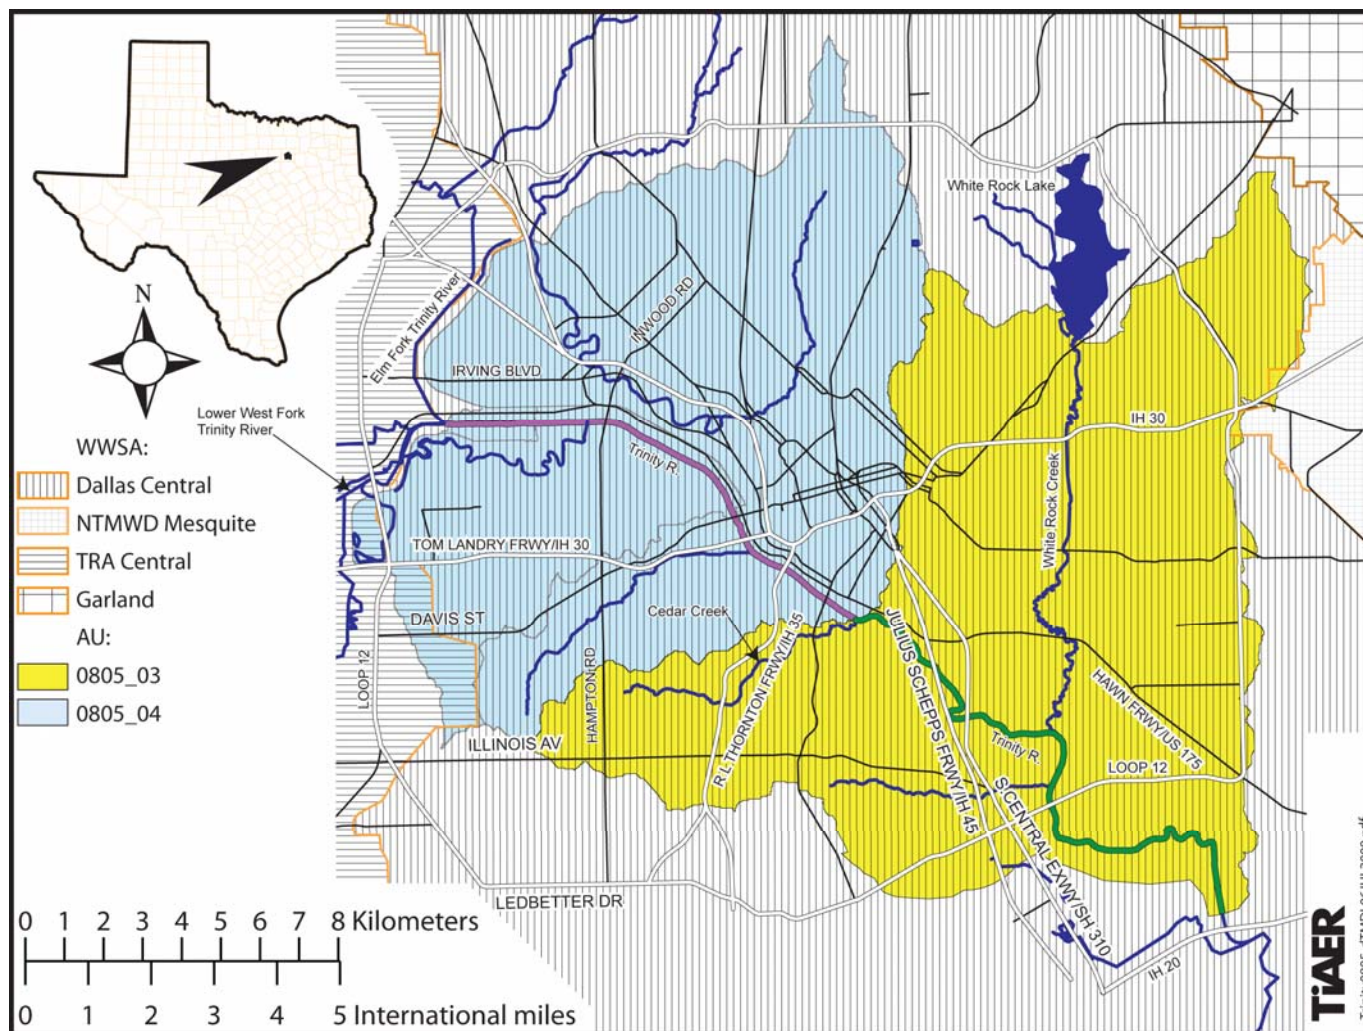 N
Lower West Fork
Trinity River
WWSA:
Dallas Central
NTMWD Mesquite
TRA Central
Garland
AU:
0805_03
0805_04
0 1 2 3 4 5 6 7 8 Kilometers
0 1 2 3 4 5 International miles
White Rock Lake
Elm Fork Trinity River
INWOOD RD
IRVING BLVD
Trinity R.
IH 30
White Rock Creek
TOM LANDRY FRWY/IH 30
Cedar Creek
DAVIS ST
LOOP 12
HAMPTON RD
R L THORNTON FRWY/IH 35
JULIUS SCHEPPS FRWY/IH 45
HAWN FRWY/US 175
ILLINOIS AV
Trinity R.
LOOP 12
S CENTRAL EXWY/SH 310
LEDBETTER DR
IH 20
TIAER